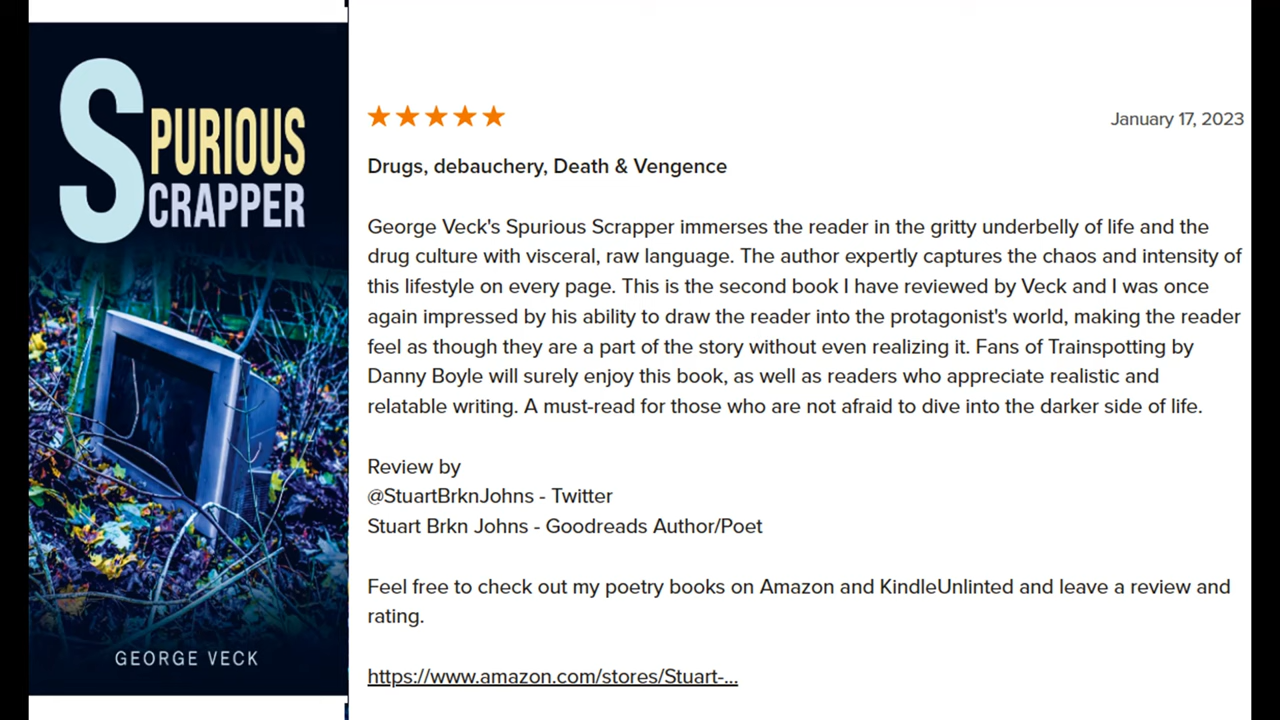 SPURIOUS
SCRAPPER
GEORGE VECK
January 17, 2023
Drugs, debauchery, Death & Vengence
George Veck's Spurious Scrapper immerses the reader in the gritty underbelly of life and the
drug culture with visceral, raw language. The author expertly captures the chaos and intensity of
this lifestyle on every page. This is the second book I have reviewed by Veck and I was once
again impressed by his ability to draw the reader into the protagonist's world, making the reader
feel as though they are a part of the story without even realizing it. Fans of Trainspotting by
Danny Boyle will surely enjoy this book, as well as readers who appreciate realistic and
relatable writing. A must-read for those who are not afraid to dive into the darker side of life.
Review by
@StuartBrknJohns - Twitter
Stuart Brkn Johns - Goodreads Author/Poet
Feel free to check out my poetry books on Amazon and KindleUnlinted and leave a review and
rating.
https://www.amazon.com/stores/Stuart-...